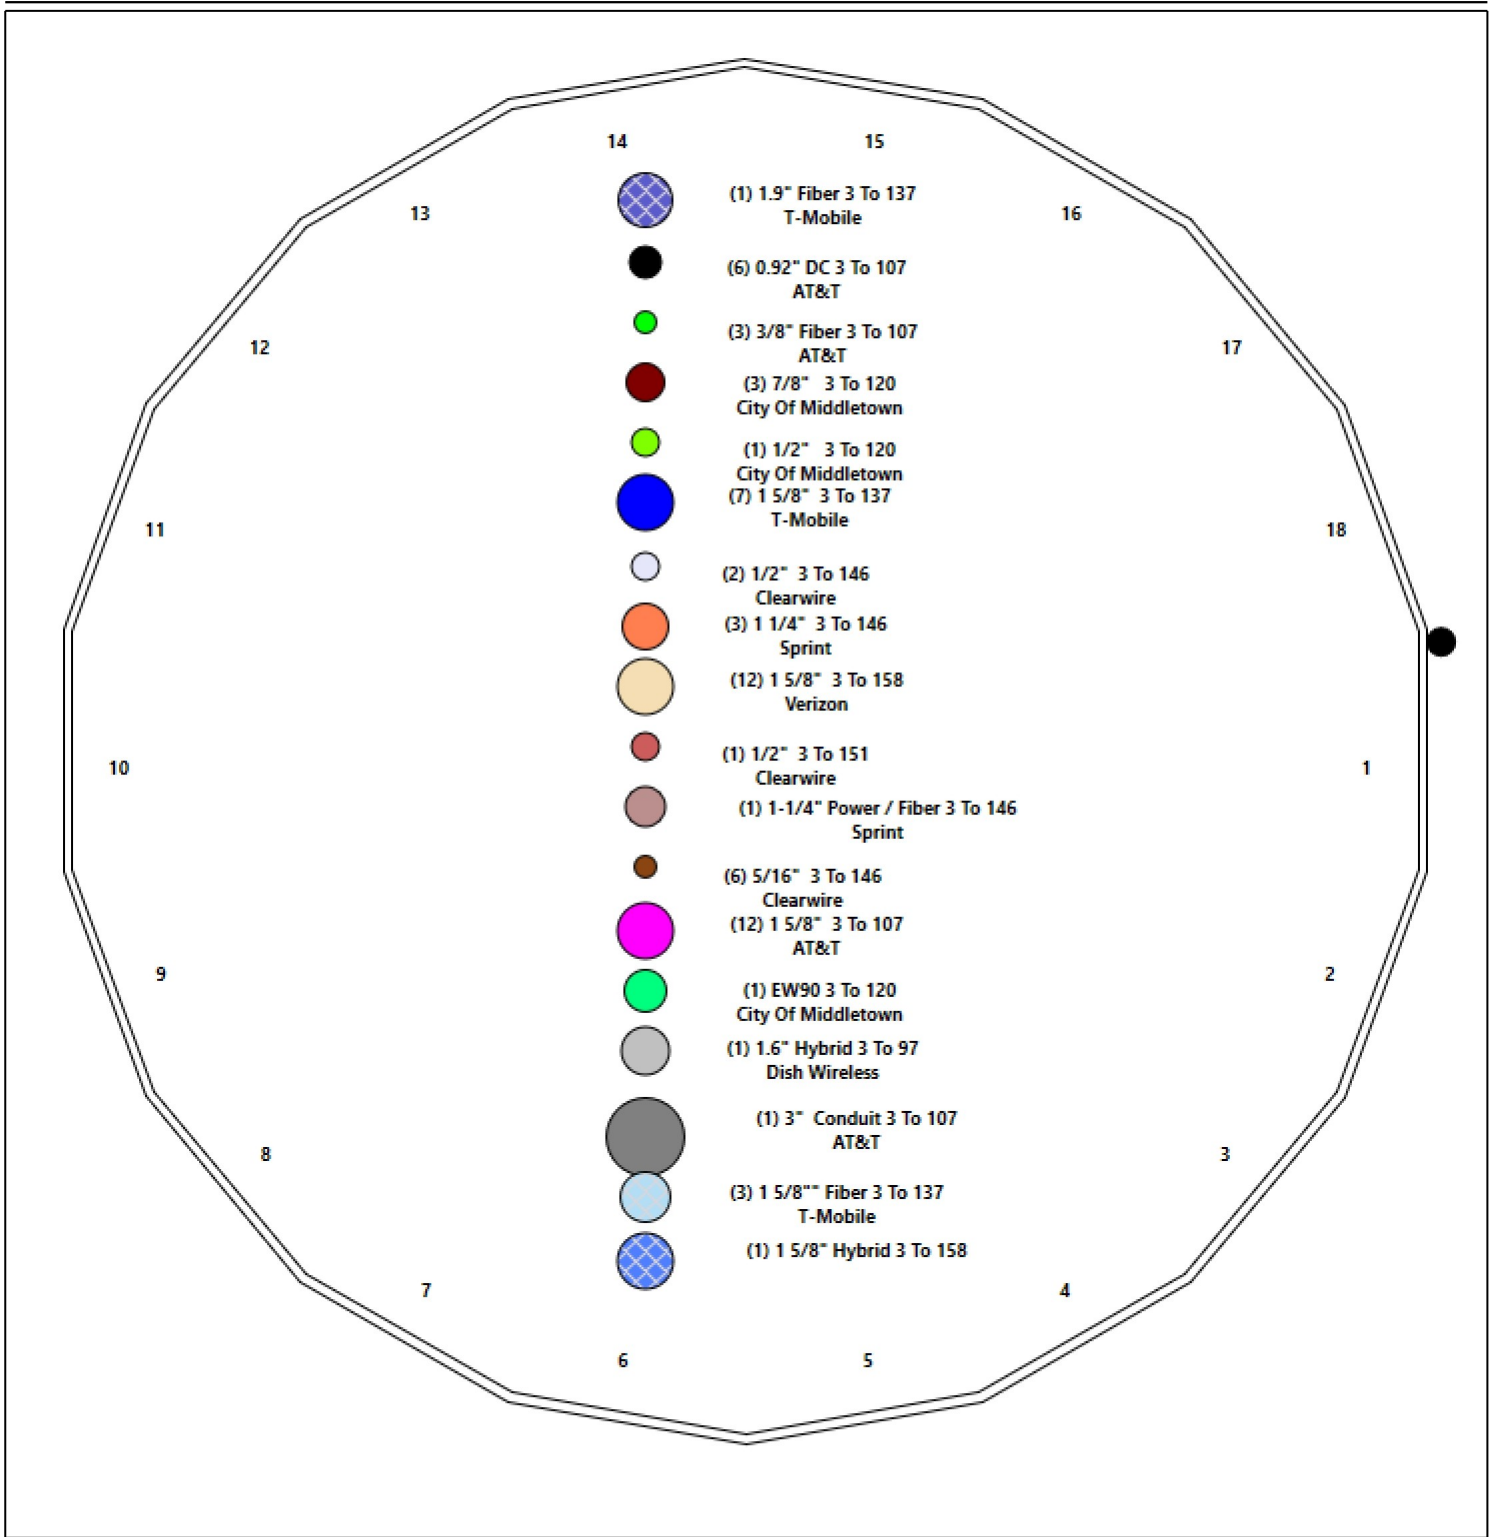 14
15
(1) 1.9" Fiber 3 To 137
T-Mobile
13
16
(6) 0.92" DC 3 To 107
AT&T
(3) 3/8" Fiber 3 To 107
AT&T
12
17
(3) 7/8"   3 To 120
City Of Middletown
(1) 1/2"   3 To 120
City Of Middletown
(7) 1 5/8"  3 To 137
T-Mobile
11
18
(2) 1/2"  3 To 146
Clearwire
(3) 1 1/4"  3 To 146
Sprint
(12) 1 5/8"  3 To 158
Verizon
(1) 1/2"  3 To 151
Clearwire
10
1
(1) 1-1/4" Power / Fiber 3 To 146
Sprint
(6) 5/16"  3 To 146
Clearwire
(12) 1 5/8"  3 To 107
AT&T
9
2
(1) EW90 3 To 120
City Of Middletown
(1) 1.6" Hybrid 3 To 97
Dish Wireless
(1) 3"  Conduit 3 To 107
AT&T
8
3
(3) 1 5/8"" Fiber 3 To 137
T-Mobile
(1) 1 5/8" Hybrid 3 To 158
7
4
6
5